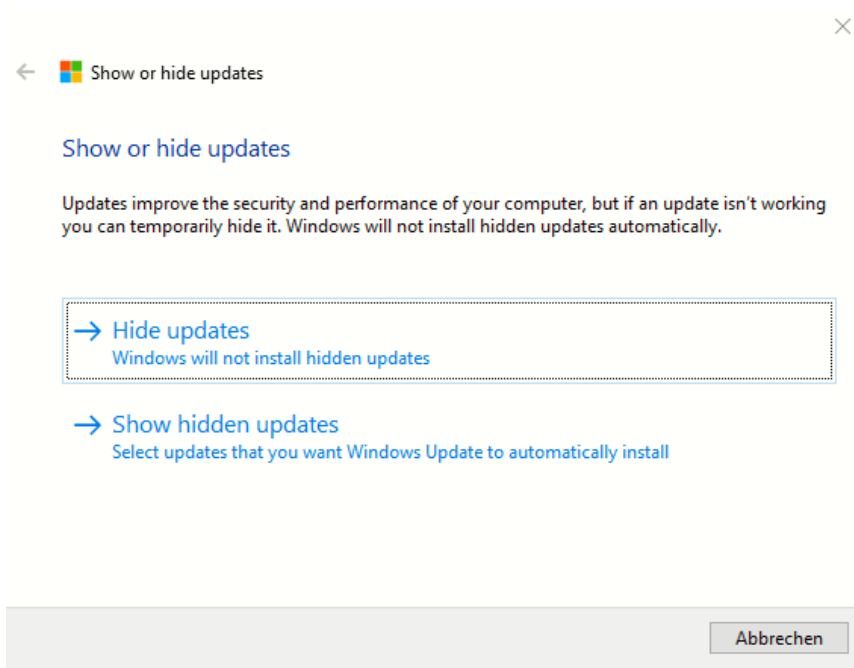 Show or hide updates
Show or hide updates
Updates improve the security and performance of your computer, but if an update isn't working
you can temporarily hide it. Windows will not install hidden updates automatically.
Hide updates
Windows will not install hidden updates
Show hidden updates
Select updates that you want Windows Update to automatically install
Abbrechen